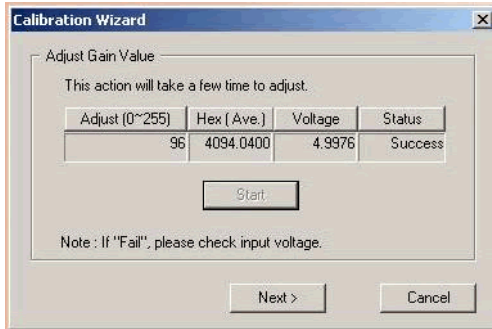 Calibration Wizard
Adjust Gain Value
This action will take a few time to adjust.
Adjust (0~255) Hex ( Ave.) Voltage Status
96 4094.0400 4.9976 Success
Start
Note : If "Fail", please check input voltage.
Next > Cancel